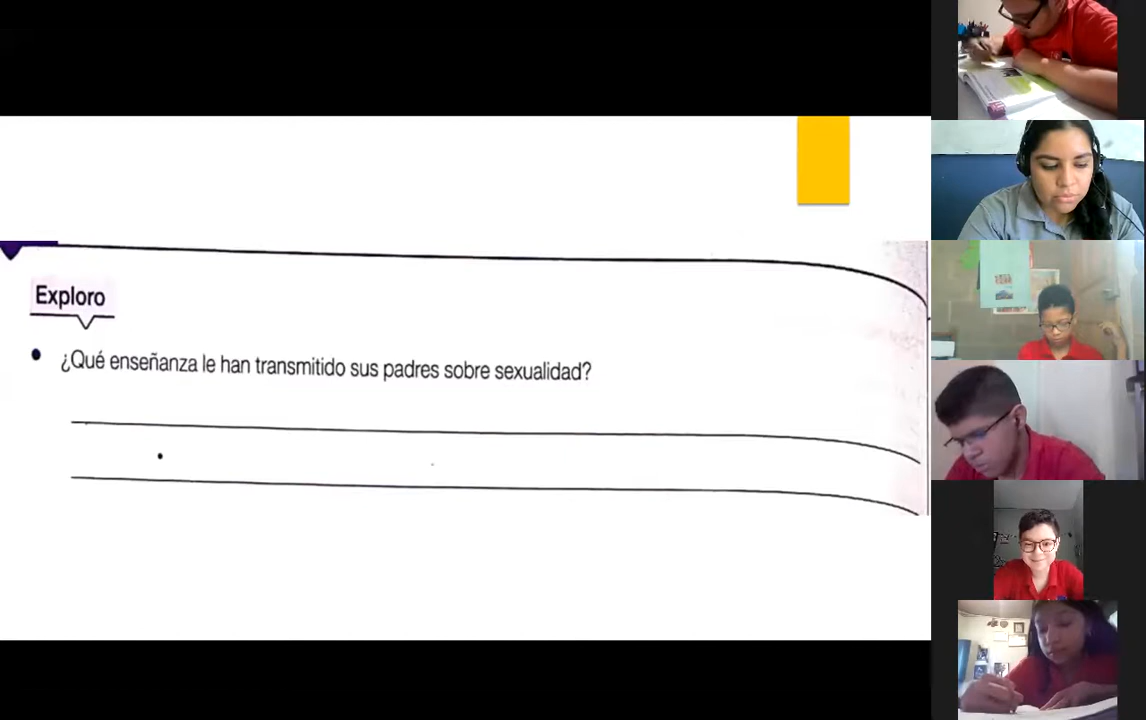 Exploro
• ¿Qué enseñanza le han transmitido sus padres sobre sexualidad?